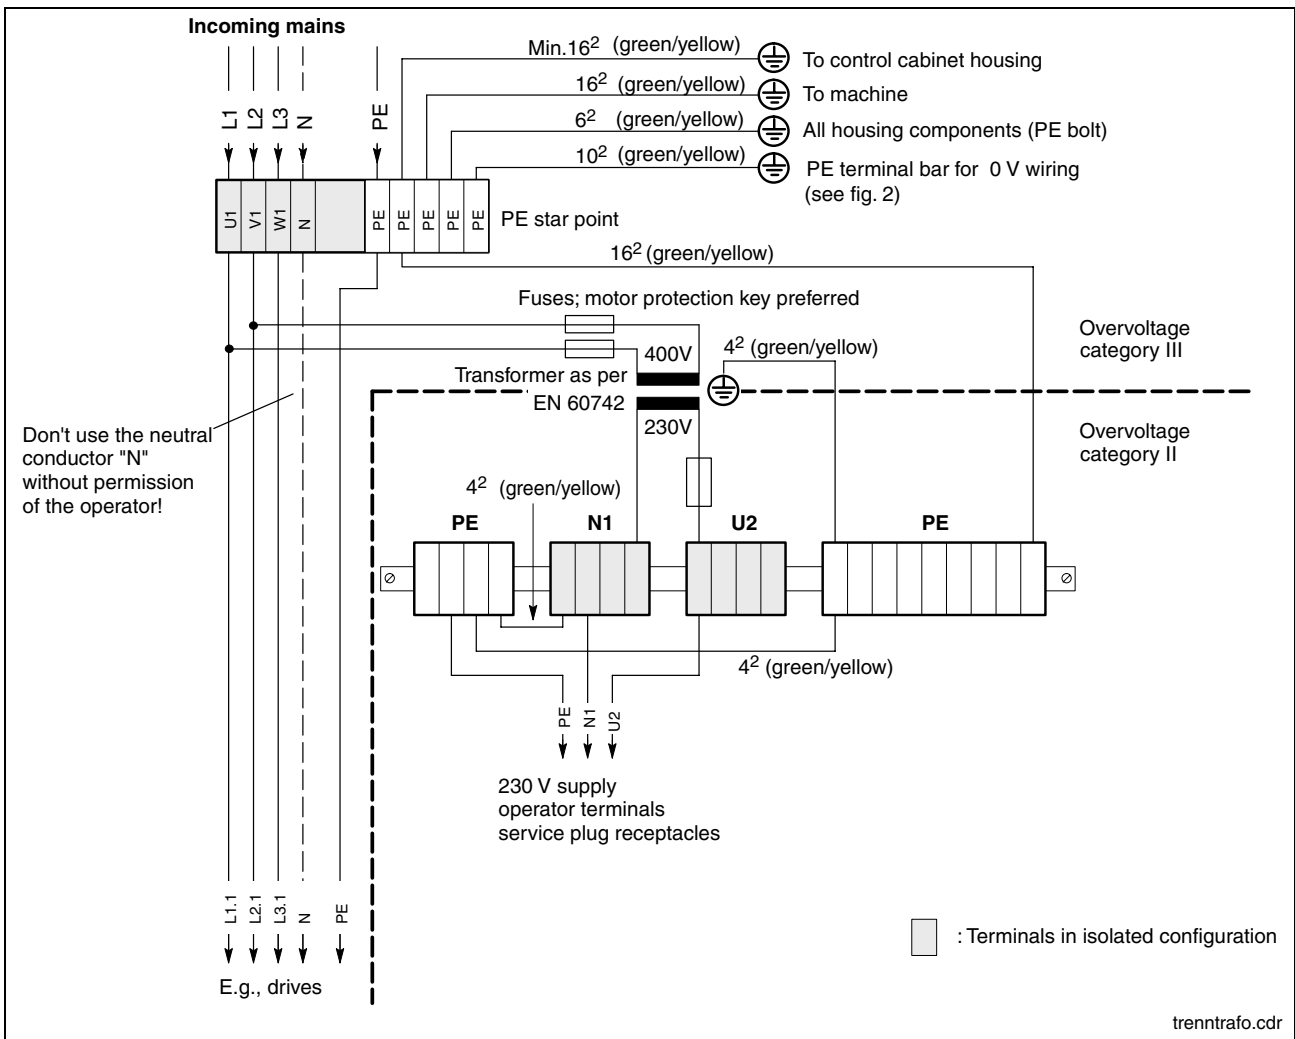 Incoming mains
Min.16² (green/yellow)
To control cabinet housing
16² (green/yellow)
To machine
6² (green/yellow)
All housing components (PE bolt)
10² (green/yellow)
PE terminal bar for 0 V wiring
(see fig. 2)
L1
L2
L3
N
PE
U1
V1
W1
N
PE
PE
PE
PE
PE
PE star point
16² (green/yellow)
Fuses; motor protection key preferred
400V
4² (green/yellow)
Overvoltage
category III
Transformer as per
EN 60742
230V
Overvoltage
category II
Don't use the neutral
conductor "N"
without permission
of the operator!
4² (green/yellow)
PE
N1
U2
PE
4² (green/yellow)
PE
N1
U2
230 V supply
operator terminals
service plug receptacles
L1.1
L2.1
L3.1
N
PE
E.g., drives
: Terminals in isolated configuration
trenntrafo.cdr